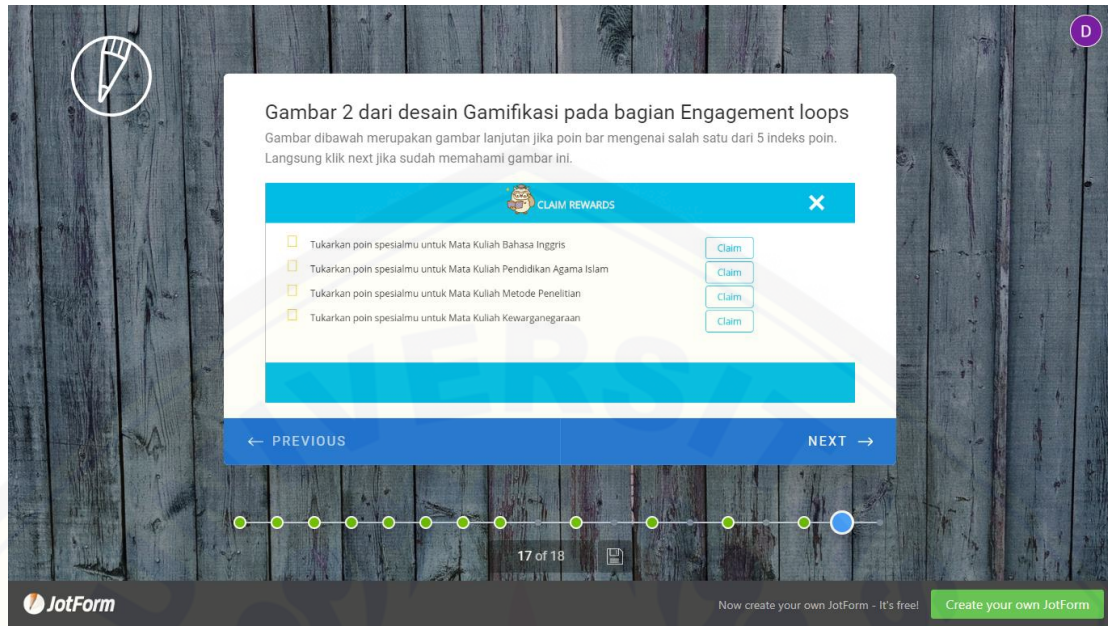 D
Gambar 2 dari desain Gamifikasi pada bagian Engagement loops
Gambar dibawah merupakan gambar lanjutan jika poin bar mengenai salah satu dari 5 indeks poin.
Langsung klik next jika sudah memahami gambar ini.
CLAIM REWARDS
Tukarkan poin spesialmu untuk Mata Kuliah Bahasa Inggris Claim
Tukarkan poin spesialmu untuk Mata Kuliah Pendidikan Agama Islam Claim
Tukarkan poin spesialmu untuk Mata Kuliah Metode Penelitian Claim
Tukarkan poin spesialmu untuk Mata Kuliah Kewarganegaraan Claim
← PREVIOUS NEXT →
17 of 18
JotForm Now create your own JotForm - It's free! Create your own JotForm